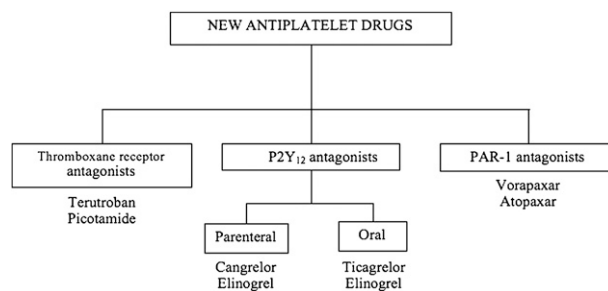 NEW ANTIPLATELET DRUGS
Thromboxane receptor
antagonists
Terutroban
Picotamide
P2Y₁₂ antagonists
PAR-1 antagonists
Vorapaxar
Atopaxar
Parenteral
Cangrelor
Elinogrel
Oral
Ticagrelor
Elinogrel